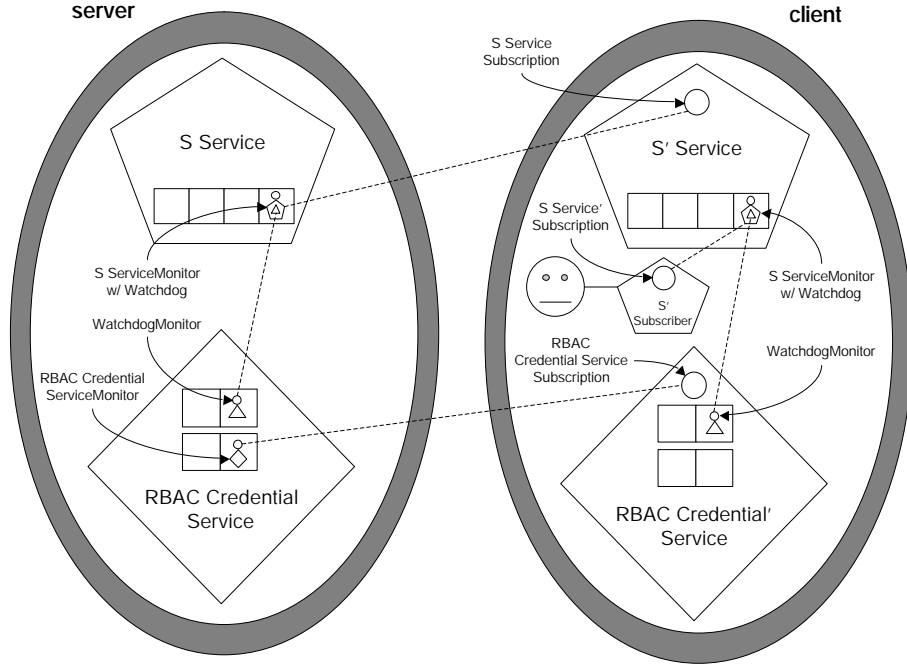 server
client
S Service
Subscription
S Service
S′ Service
S Service′
Subscription
S ServiceMonitor
w/ Watchdog
S ServiceMonitor
w/ Watchdog
S′
Subscriber
WatchdogMonitor
RBAC
Credential Service
Subscription
WatchdogMonitor
RBAC Credential
ServiceMonitor
RBAC Credential
Service
RBAC Credential′
Service